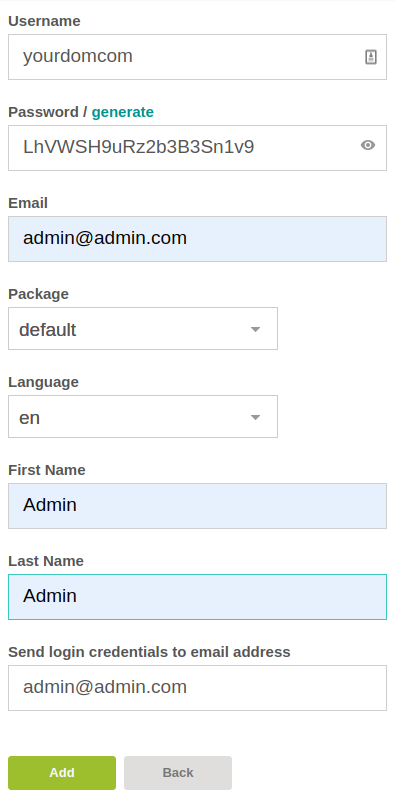 Username
yourdomcom
Password / generate
LhVWSH9uRz2b3B3Sn1v9
Email
admin@admin.com
Package
default
Language
en
First Name
Admin
Last Name
Admin
Send login credentials to email address
admin@admin.com
Add Back